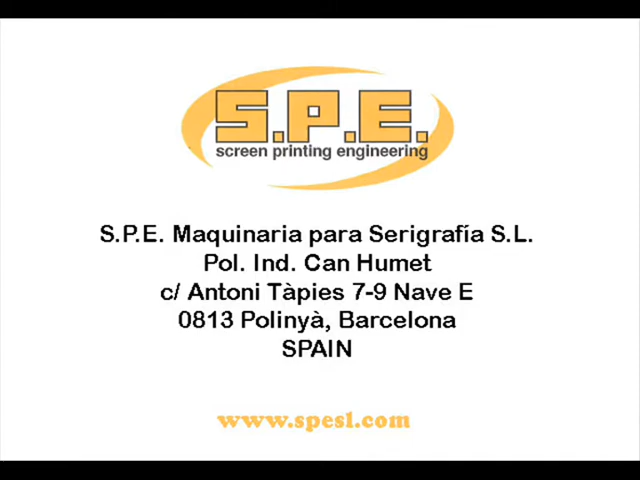 S.P.E.
screen printing engineering
S.P.E. Maquinaria para Serigrafía S.L.
Pol. Ind. Can Humet
c/ Antoni Tàpies 7-9 Nave E
0813 Polinyà, Barcelona
SPAIN
www.spesl.com